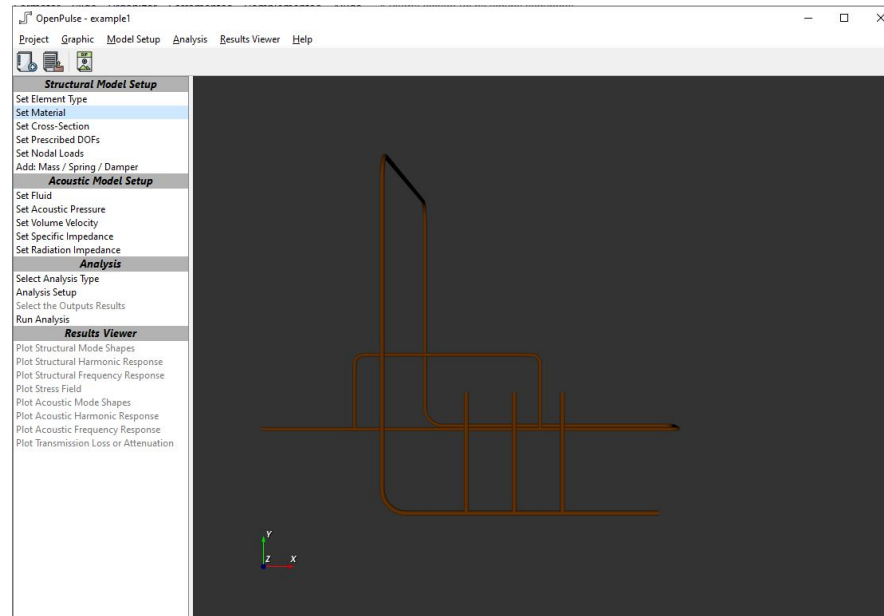 OpenPulse - example1
Project Graphic Model Setup Analysis Results Viewer Help
Structural Model Setup
Set Element Type
Set Material
Set Cross-Section
Set Prescribed DOFs
Set Nodal Loads
Add: Mass / Spring / Damper
Acoustic Model Setup
Set Fluid
Set Acoustic Pressure
Set Volume Velocity
Set Specific Impedance
Set Radiation Impedance
Analysis
Select Analysis Type
Analysis Setup
Select the Outputs Results
Run Analysis
Results Viewer
Plot Structural Mode Shapes
Plot Structural Harmonic Response
Plot Structural Frequency Response
Plot Stress Field
Plot Acoustic Mode Shapes
Plot Acoustic Harmonic Response
Plot Acoustic Frequency Response
Plot Transmission Loss or Attenuation
Y
Z X